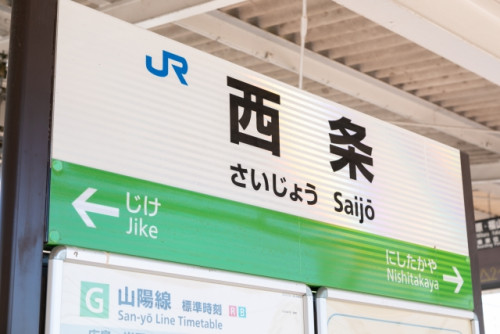 JR
西条
さいじょう Saijō
じけ
Jike
にしたかや
Nishitakaya
G 山陽線 標準時刻 R S
San-yō Line Timetable